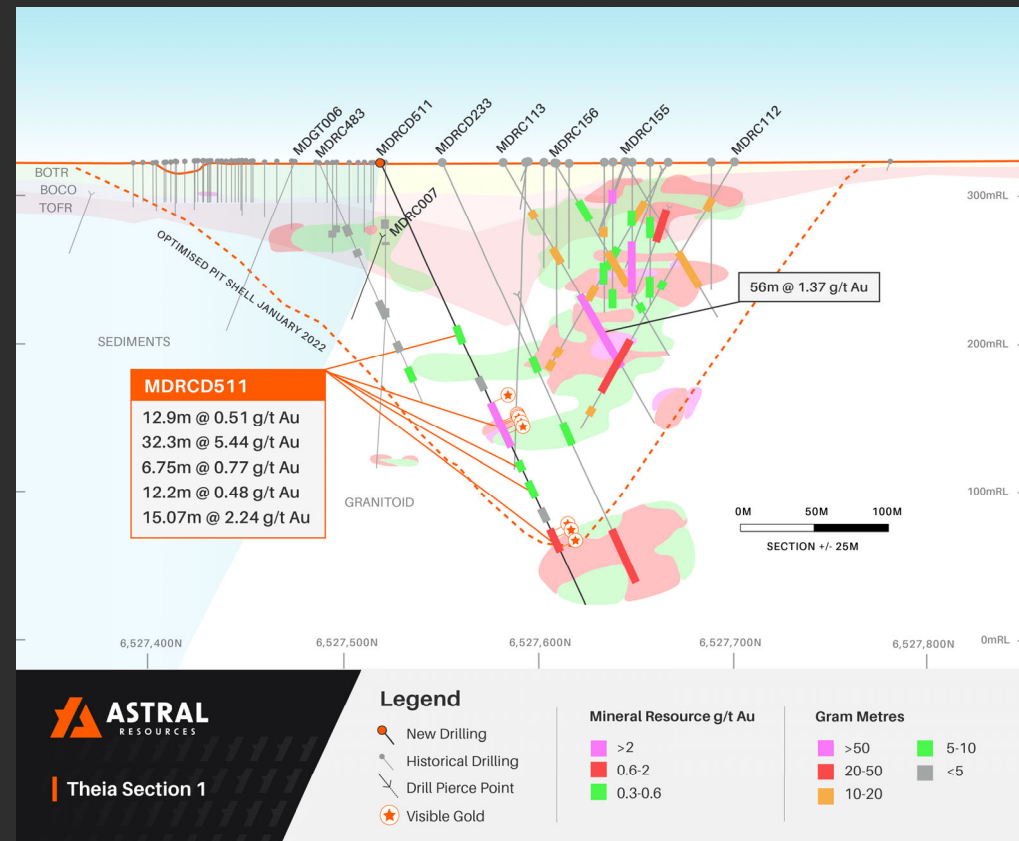 MDGT006
MDRC483
MDRCD511
MDRCD233
MDRC113
MDRC156
MDRC155
MDRC112
BOTR
BOCO
TOFR
300mRL
MDRC007
OPTIMISED PIT SHELL JANUARY 2022
56m @ 1.37 g/t Au
SEDIMENTS
200mRL
MDRCD511
12.9m @ 0.51 g/t Au
32.3m @ 5.44 g/t Au
6.75m @ 0.77 g/t Au
12.2m @ 0.48 g/t Au
15.07m @ 2.24 g/t Au
GRANITOID
100mRL
0M 50M 100M
SECTION +/- 25M
0mRL
6,527,400N 6,527,500N 6,527,600N 6,527,700N 6,527,800N
ASTRAL
RESOURCES
Theia Section 1
Legend
New Drilling
Historical Drilling
Drill Pierce Point
Visible Gold
Mineral Resource g/t Au
>2
0.6-2
0.3-0.6
Gram Metres
>50
20-50
10-20
5-10
<5